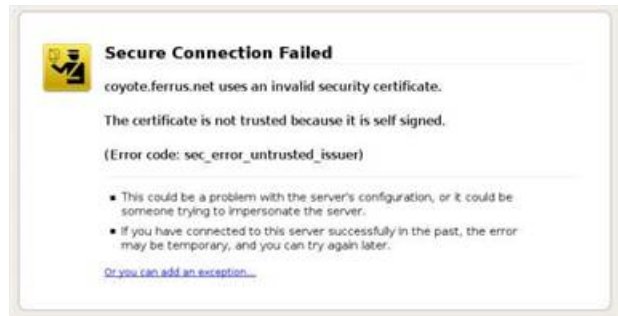 Secure Connection Failed
coyote.ferrus.net uses an invalid security certificate.
The certificate is not trusted because it is self signed.
(Error code: sec_error_untrusted_issuer)
▪ This could be a problem with the server's configuration, or it could be
someone trying to impersonate the server.
▪ If you have connected to this server successfully in the past, the error
may be temporary, and you can try again later.
Or you can add an exception...